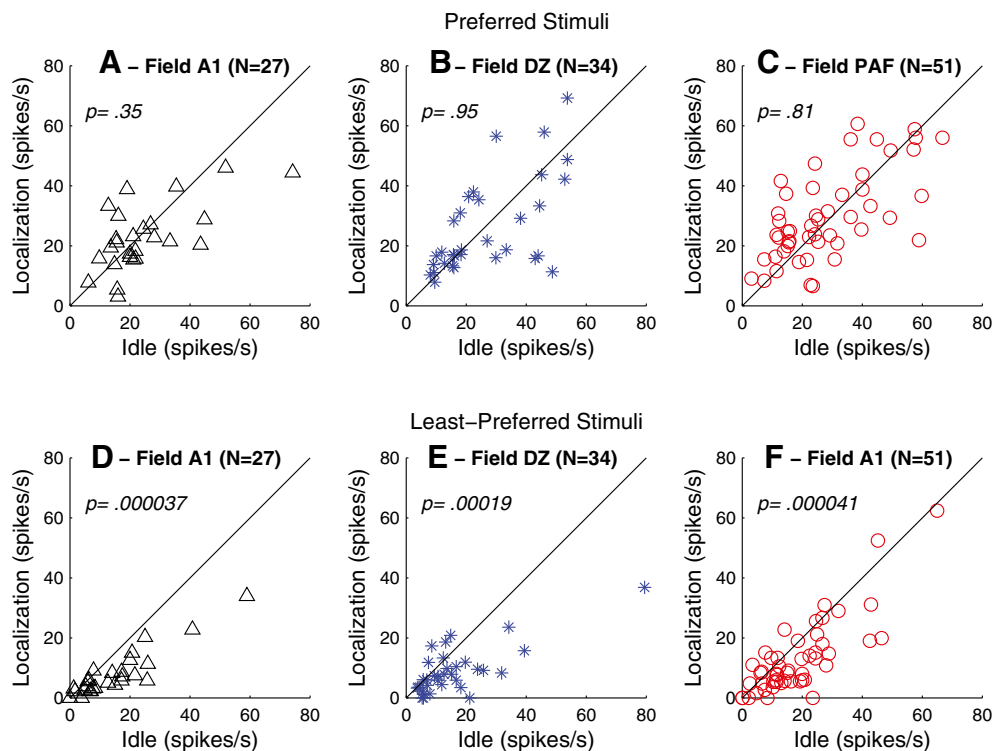 Preferred Stimuli
A – Field A1 (N=27)
p= .35
Localization (spikes/s)
80
60
40
20
0
0 20 40 60 80
Idle (spikes/s)
B – Field DZ (N=34)
p= .95
Localization (spikes/s)
80
60
40
20
0
0 20 40 60 80
Idle (spikes/s)
C – Field PAF (N=51)
p= .81
Localization (spikes/s)
80
60
40
20
0
0 20 40 60 80
Idle (spikes/s)
Least–Preferred Stimuli
D – Field A1 (N=27)
p= .000037
Localization (spikes/s)
80
60
40
20
0
0 20 40 60 80
Idle (spikes/s)
E – Field DZ (N=34)
p= .00019
Localization (spikes/s)
80
60
40
20
0
0 20 40 60 80
Idle (spikes/s)
F – Field A1 (N=51)
p= .000041
Localization (spikes/s)
80
60
40
20
0
0 20 40 60 80
Idle (spikes/s)